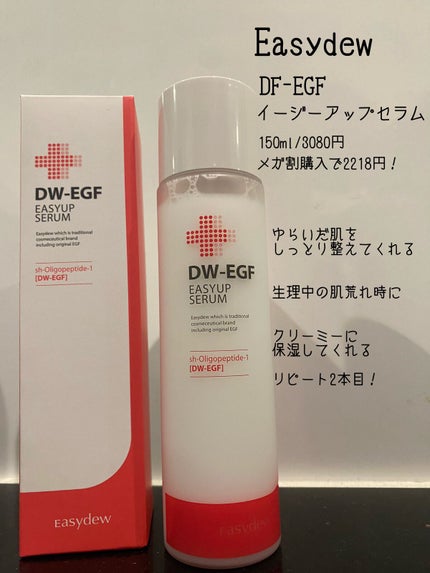 Easydew
DF-EGF
イージーアップセラム
150ml/3080円
メガ割購入で2218円！
ゆらいだ肌を
しっとり整えてくれる
生理中の肌荒れ時に
クリーミーに
保湿してくれる
リピート2本目！
DW-EGF
EASYUP
SERUM
Easydew which is traditional
cosmeceutical brand
including original EGF
sh-Oligopeptide-1
[DW-EGF]
Easydew
DW-EGF
EASYUP
SERUM
Easydew which is traditional
cosmeceutical brand
including original EGF
sh-Oligopeptide-1
[DW-EGF]
Easydew